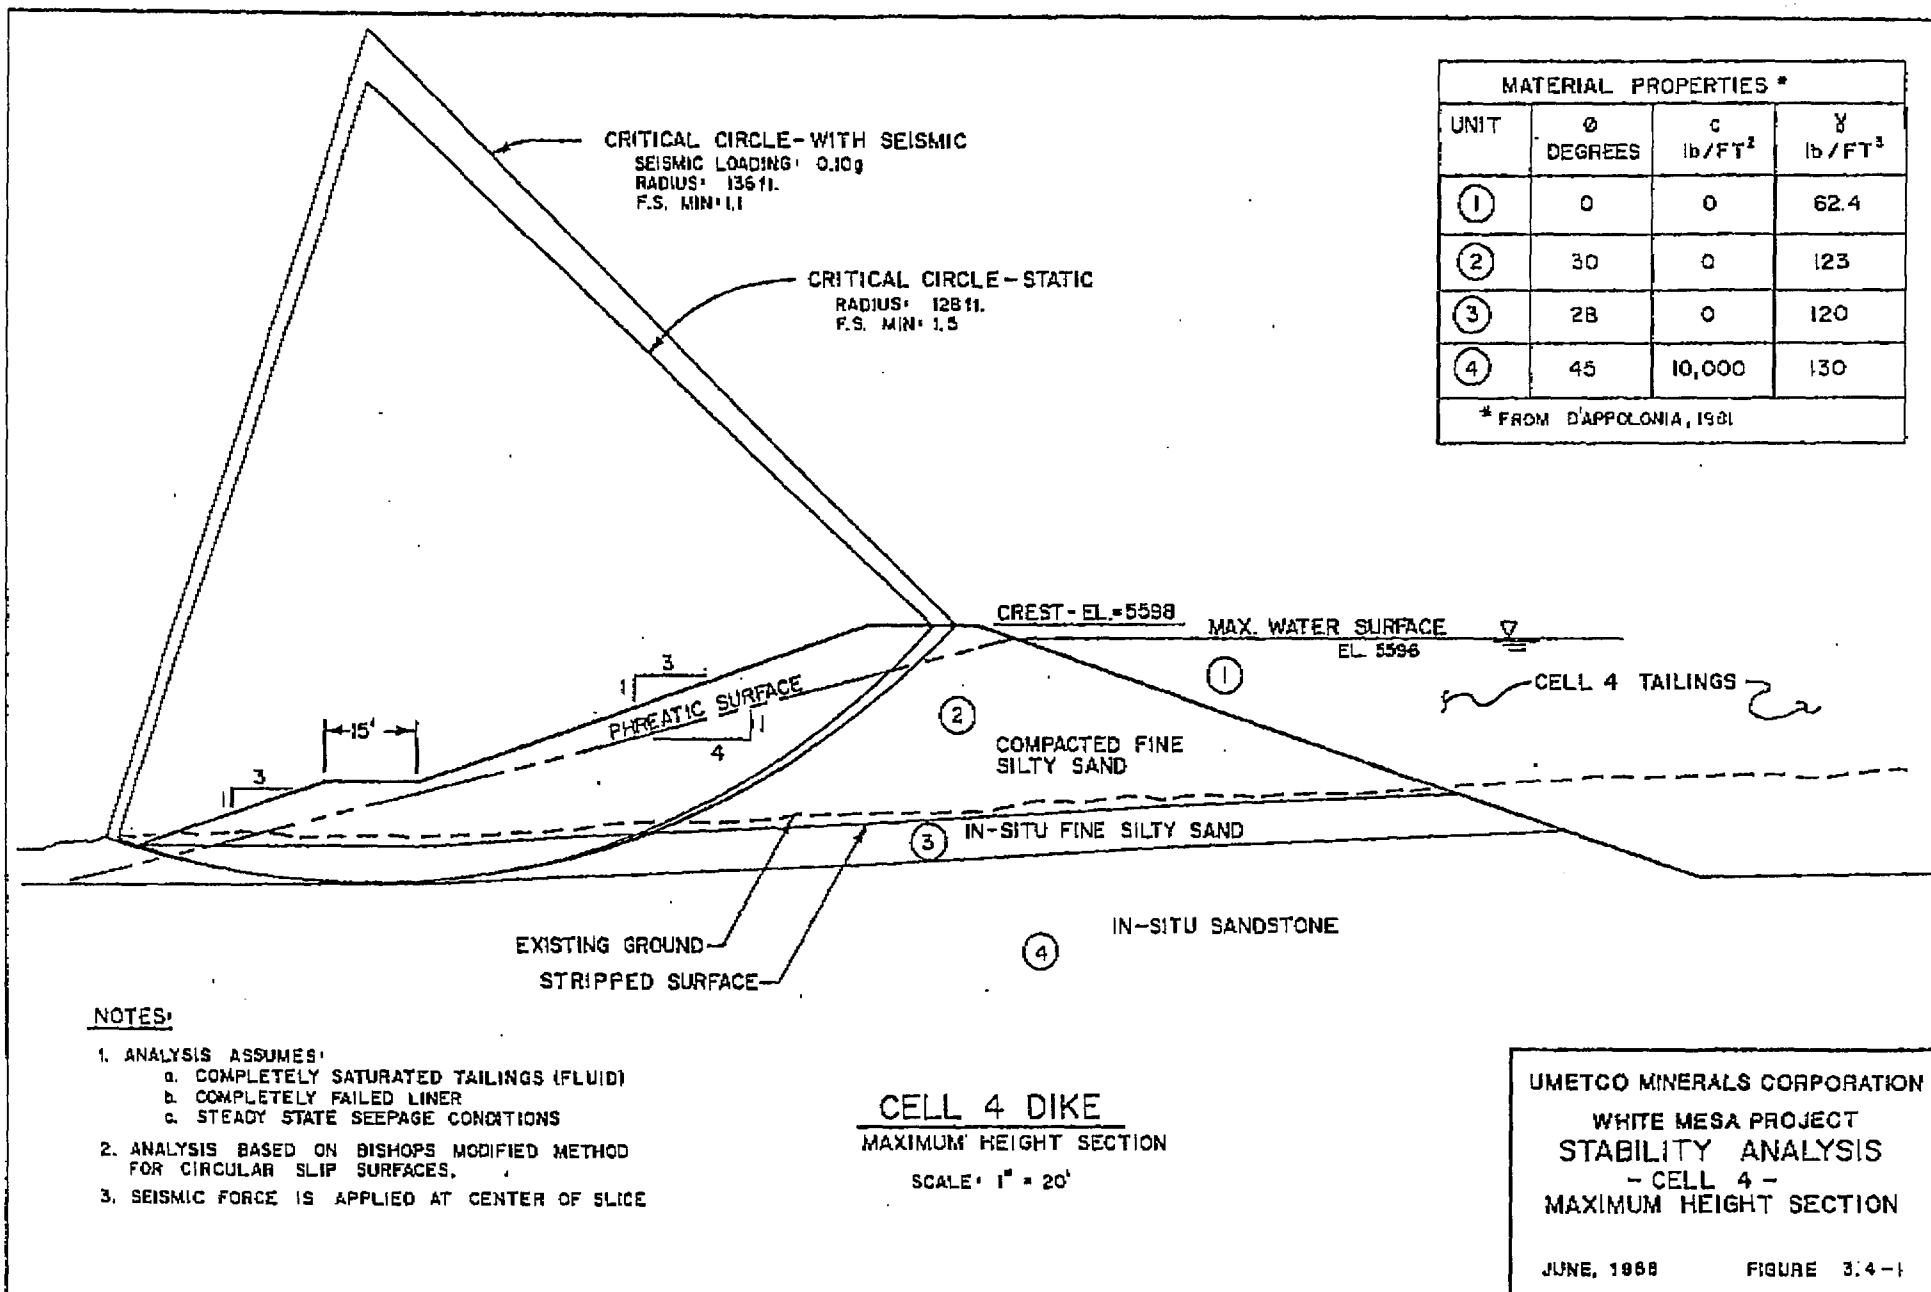 CRITICAL CIRCLE-WITH SEISMIC
SEISMIC LOADING: 0.10g
RADIUS: 136 ft.
F.S. MIN: 1.1
CRITICAL CIRCLE-STATIC
RADIUS: 128 ft.
F.S. MIN: 1.5
MATERIAL PROPERTIES *
UNIT Ø DEGREES c lb/FT² γ lb/FT³
1 0 0 62.4
2 30 0 123
3 28 0 120
4 45 10,000 130
* FROM D'APPOLONIA, 1981
CREST-EL.=5598
MAX. WATER SURFACE
EL. 5596
1
CELL 4 TAILINGS
3
1
PHREATIC SURFACE
1
4
2
COMPACTED FINE
SILTY SAND
15'
3
1
3
IN-SITU FINE SILTY SAND
EXISTING GROUND
STRIPPED SURFACE
4
IN-SITU SANDSTONE
NOTES:
1. ANALYSIS ASSUMES:
a. COMPLETELY SATURATED TAILINGS (FLUID)
b. COMPLETELY FAILED LINER
c. STEADY STATE SEEPAGE CONDITIONS
2. ANALYSIS BASED ON BISHOPS MODIFIED METHOD
FOR CIRCULAR SLIP SURFACES.
3. SEISMIC FORCE IS APPLIED AT CENTER OF SLICE
CELL 4 DIKE
MAXIMUM HEIGHT SECTION
SCALE: 1" = 20'
UMETCO MINERALS CORPORATION
WHITE MESA PROJECT
STABILITY ANALYSIS
- CELL 4 -
MAXIMUM HEIGHT SECTION
JUNE, 1988 FIGURE 3.4-1